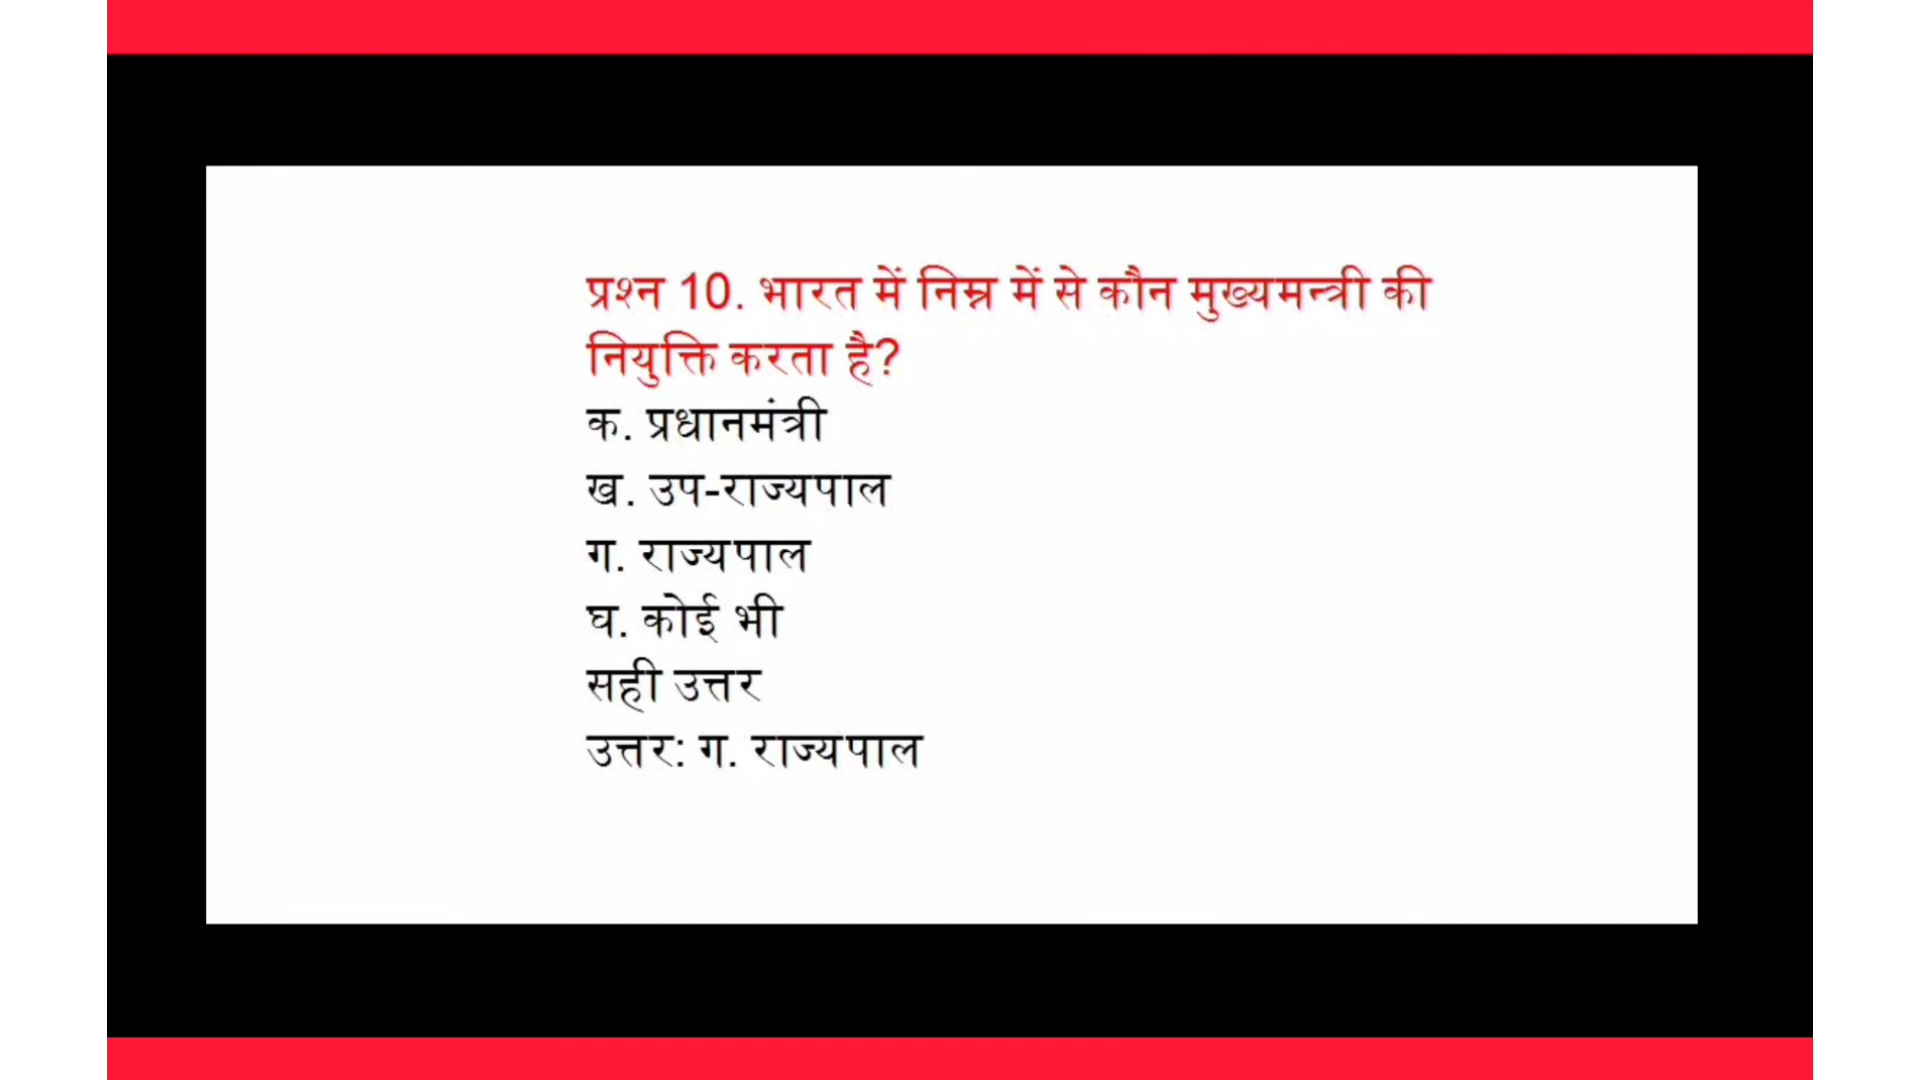 प्रश्न 10. भारत में निम्न में से कौन मुख्यमन्त्री की
नियुक्ति करता है?
क. प्रधानमंत्री
ख. उप-राज्यपाल
ग. राज्यपाल
घ. कोई भी
सही उत्तर
उत्तर: ग. राज्यपाल